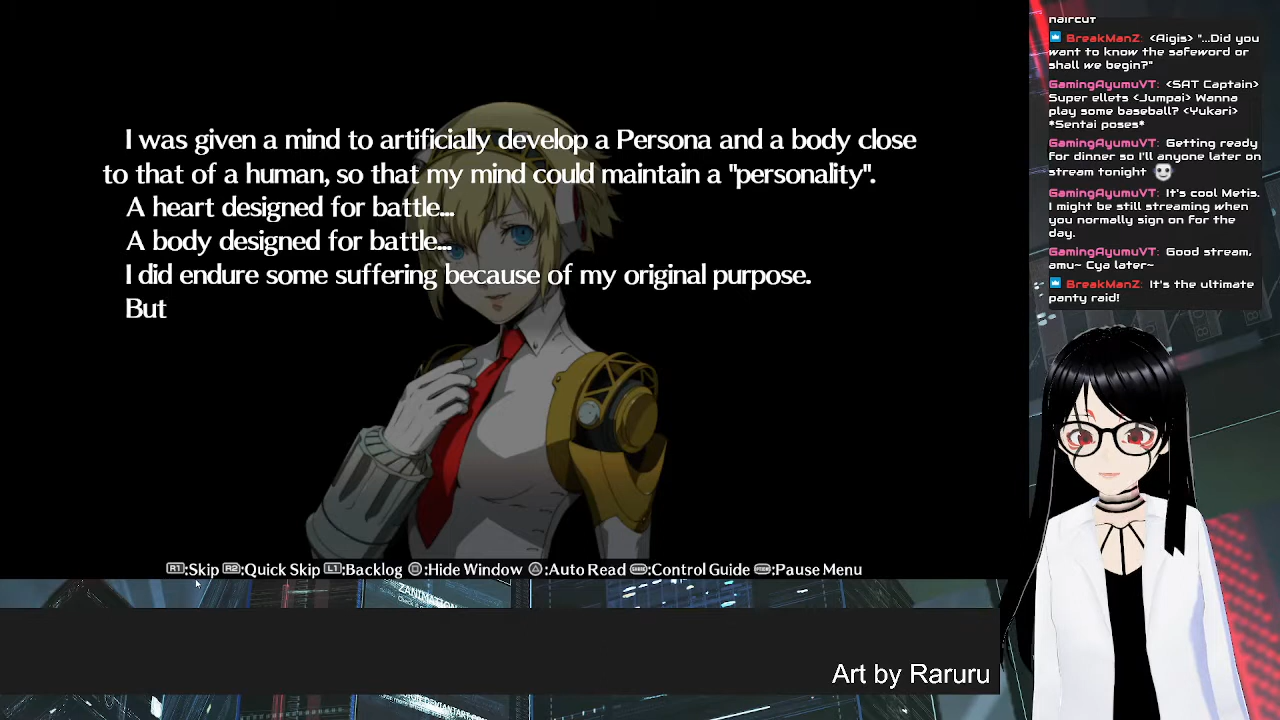 I was given a mind to artificially develop a Persona and a body close
to that of a human, so that my mind could maintain a "personality".
A heart designed for battle...
A body designed for battle...
I did endure some suffering because of my original purpose.
But
R1:Skip R2:Quick Skip L1:Backlog :Hide Window :Auto Read SHARE:Control Guide OPTION:Pause Menu
ZANIMATION
Art by Raruru
haircut
BreakManZ: <Aigis> "...Did you
want to know the safeword or
shall we begin?"
GamingAyumuVT: <SAT Captain>
Super ellets <Jumpai> Wanna
play some baseball? <Yukari>
*Sentai poses*
GamingAyumuVT: Getting ready
for dinner so I'll anyone later on
stream tonight
GamingAyumuVT: It's cool Metis.
I might be still streaming when
you normally sign on for the
day.
GamingAyumuVT: Good stream,
amu~ Cya later~
BreakManZ: It's the ultimate
panty raid!